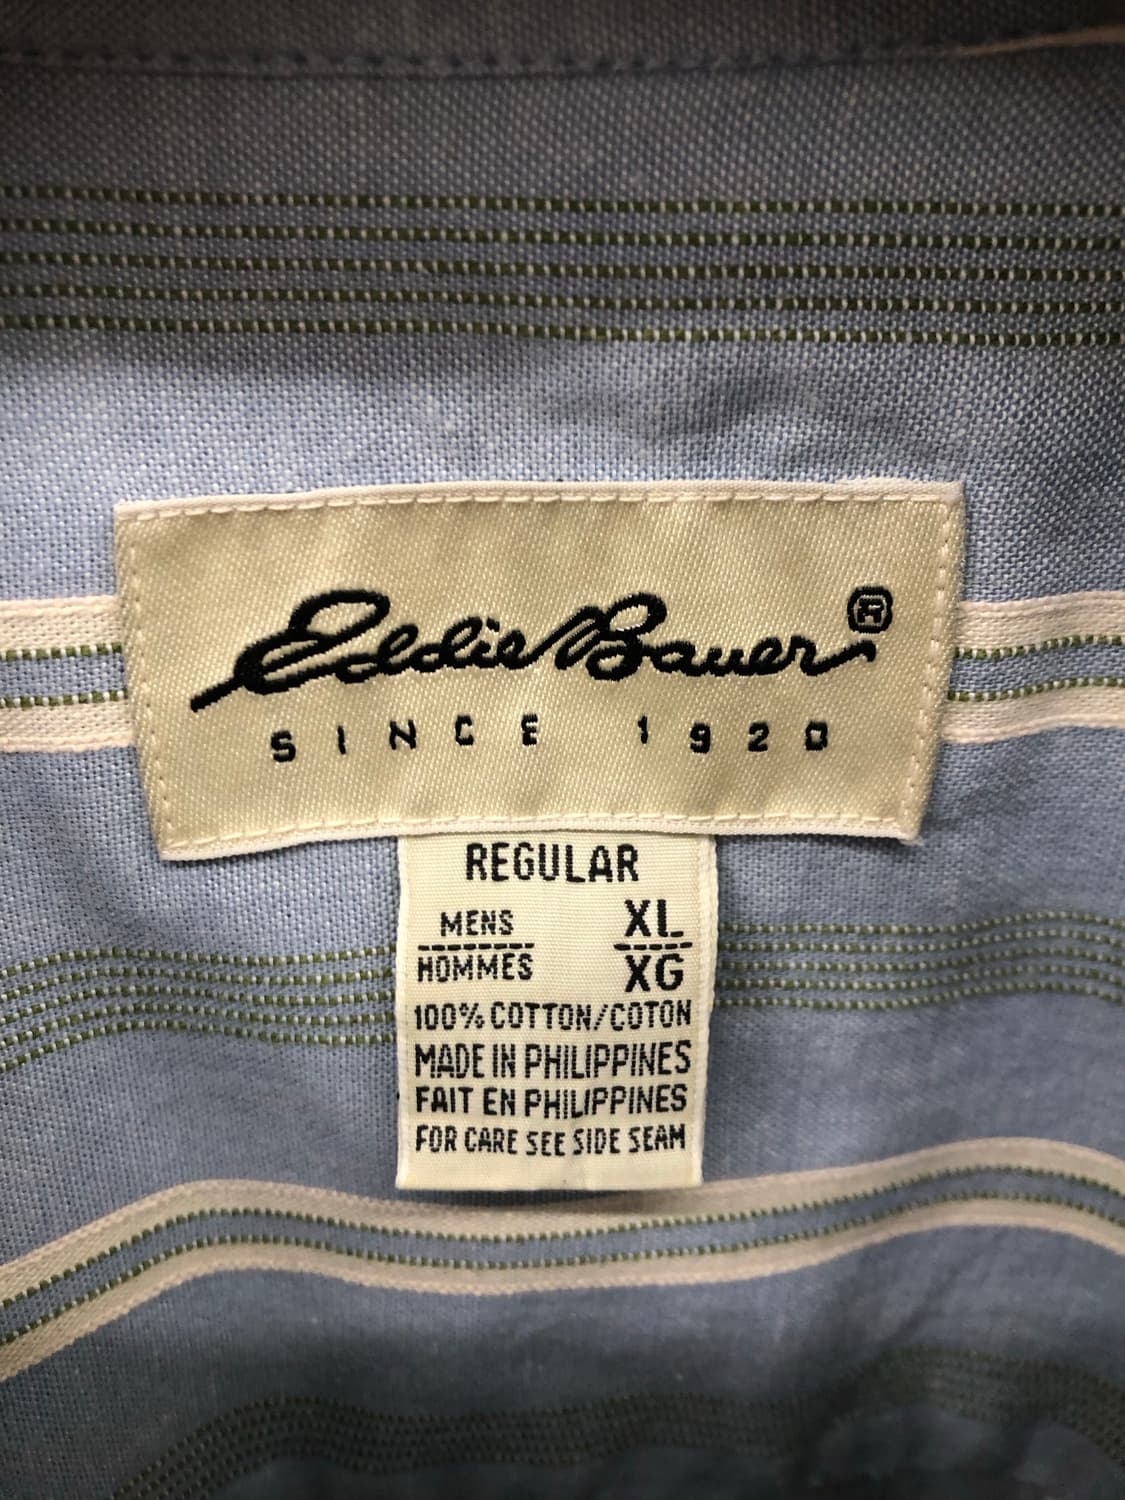 Eddie Bauer®
SINCE 1920
REGULAR
MENS XL
HOMMES XG
100% COTTON/COTON
MADE IN PHILIPPINES
FAIT EN PHILIPPINES
FOR CARE SEE SIDE SEAM